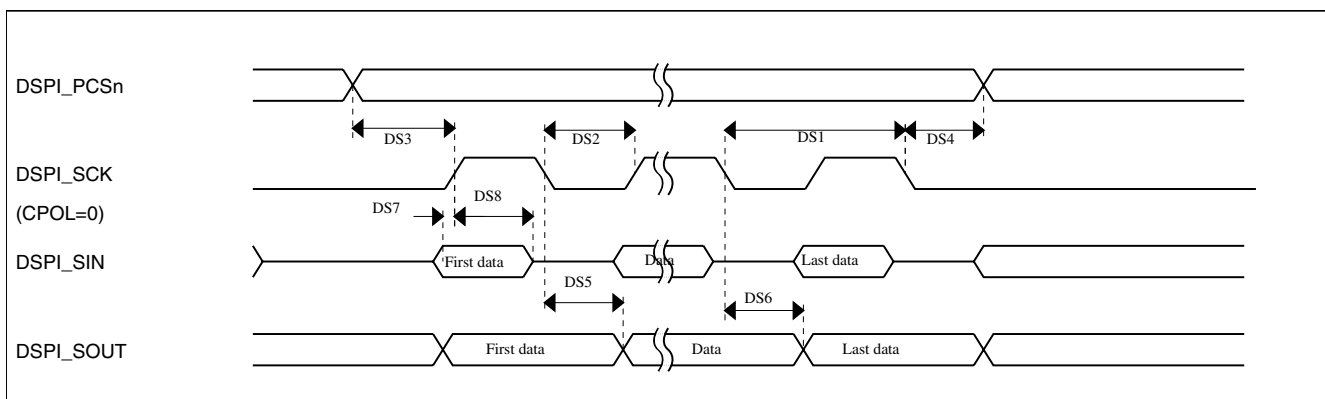 DSPI_PCSn
DS3
DS2
DS1
DS4
DSPI_SCK
(CPOL=0)
DS7
DS8
DSPI_SIN
First data
Data
Last data
DS5
DS6
DSPI_SOUT
First data
Data
Last data